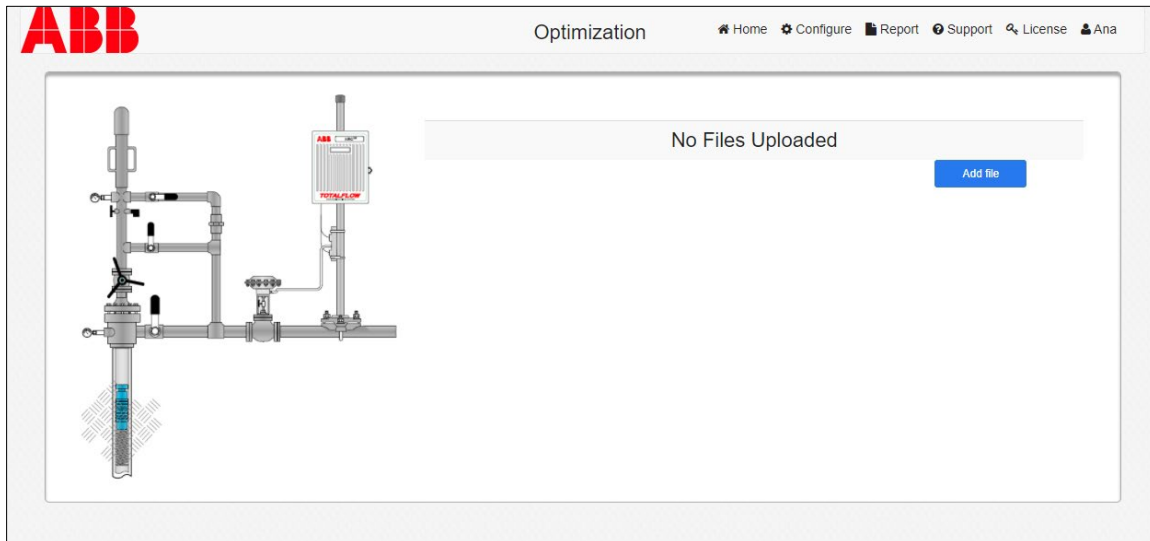 ABB
Optimization
Home Configure Report Support License Ana
No Files Uploaded
Add file
ABB
TOTALFLOW